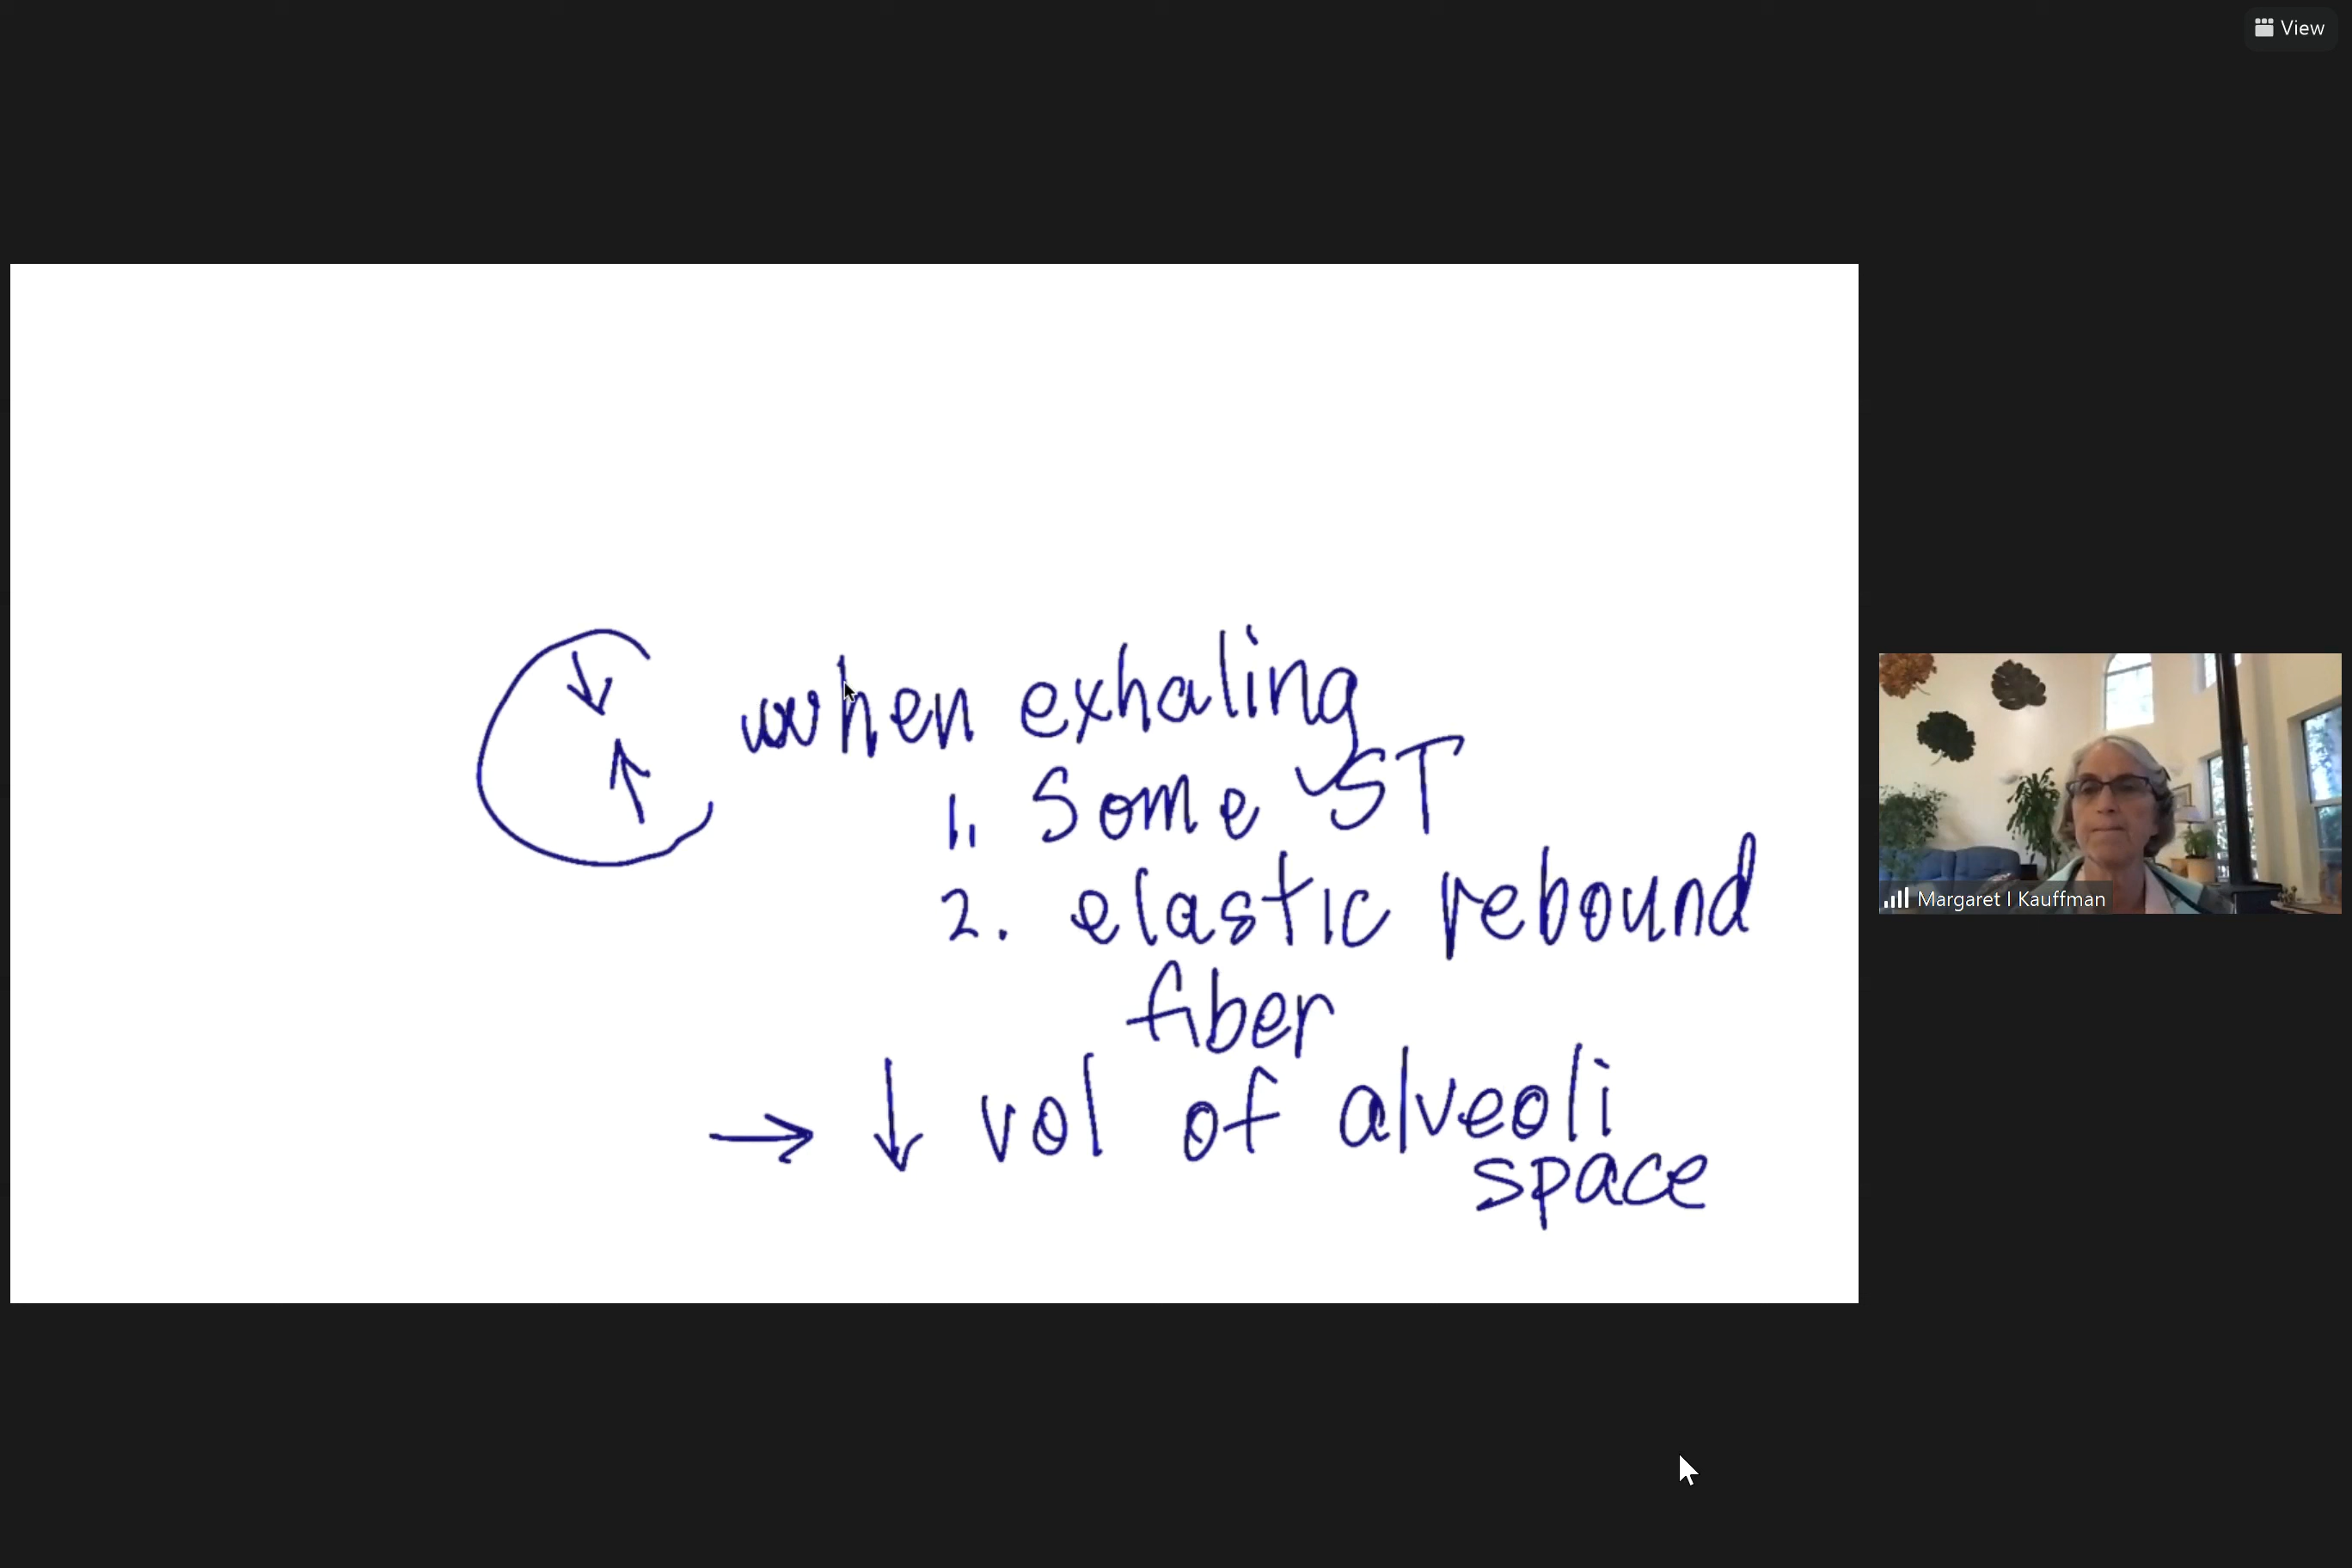 View
when exhaling
1. Some ST
2. elastic rebound
fiber
→ ↓ vol of alveoli
space
Margaret I Kauffman